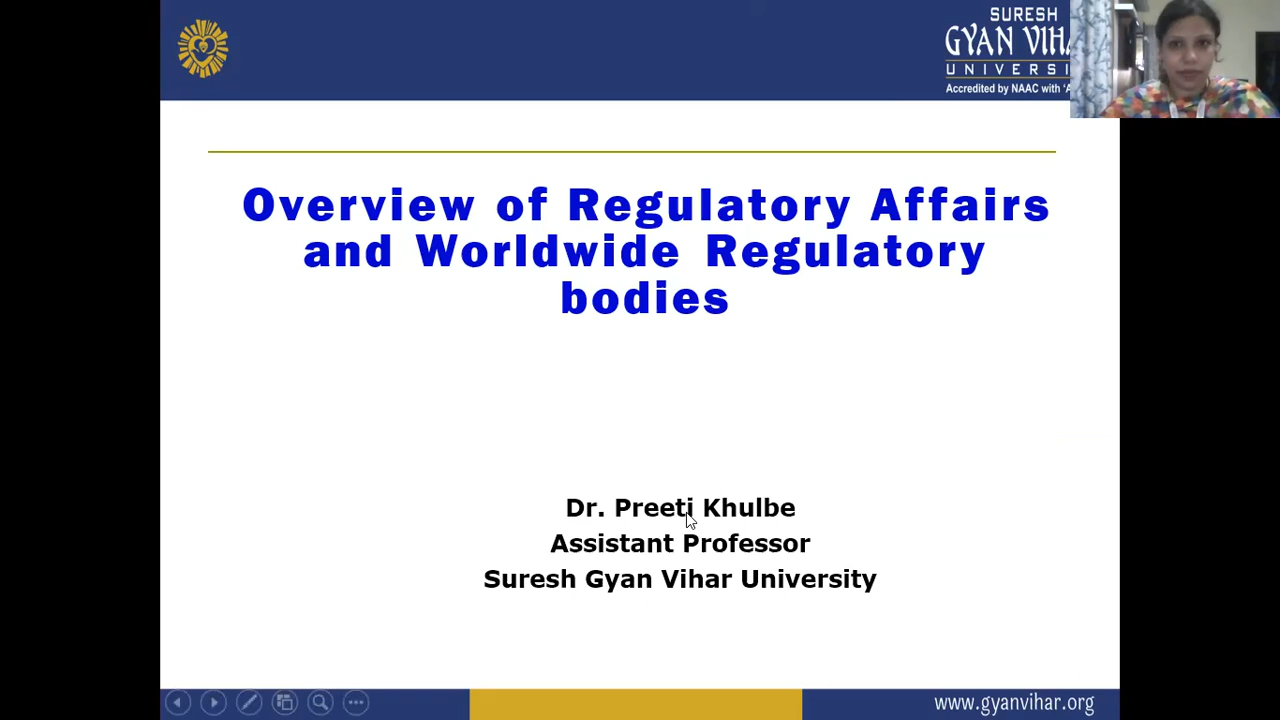 SURESH
GYAN
UNIVERSI
Accredited by NAAC with
Overview of Regulatory Affairs
and Worldwide Regulatory
bodies
Dr. Preeti Khulbe
Assistant Professor
Suresh Gyan Vihar University
www.gyanvihar.org